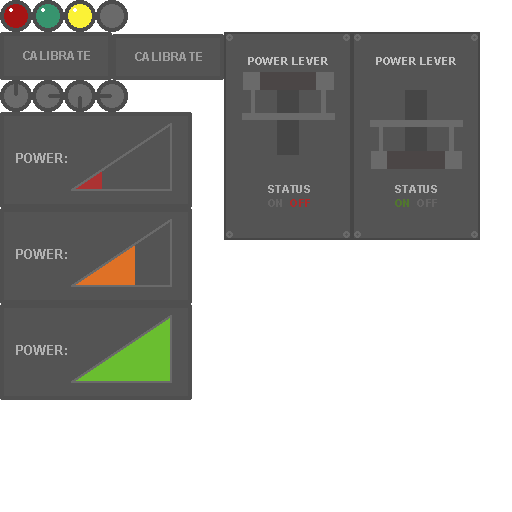 CALIBRATE
CALIBRATE
POWER LEVER
STATUS
ON OFF
POWER LEVER
STATUS
ON OFF
POWER:
POWER:
POWER: